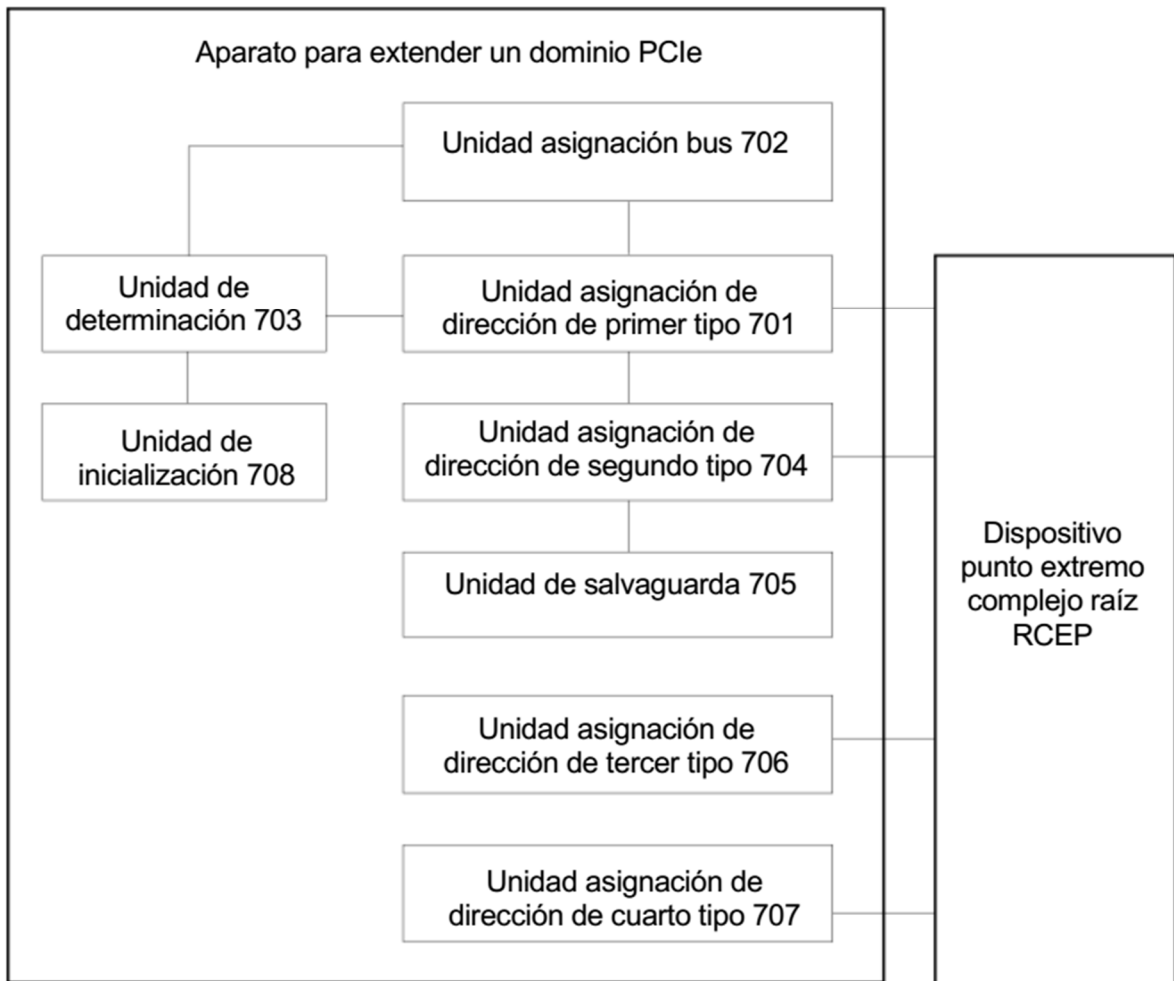 Aparato para extender un dominio PCIe
Unidad asignación bus 702
Unidad de
determinación 703
Unidad asignación de
dirección de primer tipo 701
Unidad de
inicialización 708
Unidad asignación de
dirección de segundo tipo 704
Unidad de salvaguarda 705
Unidad asignación de
dirección de tercer tipo 706
Unidad asignación de
dirección de cuarto tipo 707
Dispositivo
punto extremo
complejo raíz
RCEP